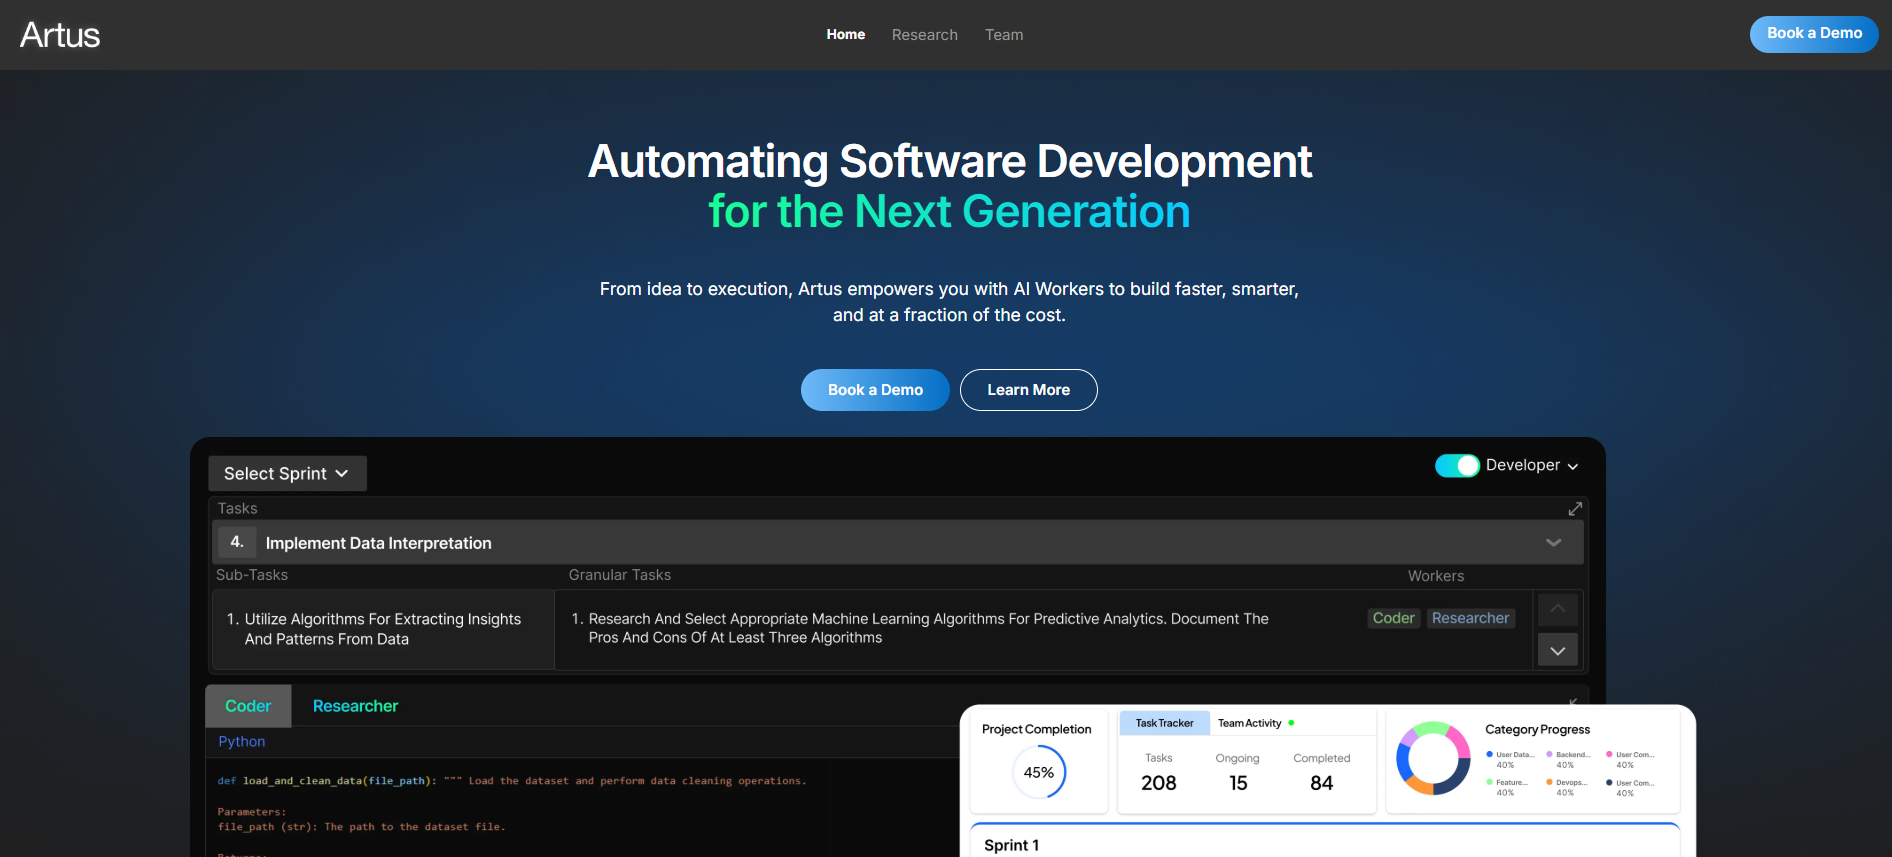 Artus
Home
Research
Team
Book a Demo
Automating Software Development
for the Next Generation
From idea to execution, Artus empowers you with AI Workers to build faster, smarter,
and at a fraction of the cost.
Book a Demo
Learn More
Select Sprint
Developer
Tasks
4. Implement Data Interpretation
Sub-Tasks
Granular Tasks
Workers
1. Utilize Algorithms For Extracting Insights
And Patterns From Data
1. Research And Select Appropriate Machine Learning Algorithms For Predictive Analytics. Document The
Pros And Cons Of At Least Three Algorithms
Coder
Researcher
Coder
Researcher
Python
def load_and_clean_data(file_path): """ Load the dataset and perform data cleaning operations.
Parameters:
file_path (str): The path to the dataset file.
Project Completion
45%
Task Tracker
Team Activity
Tasks
208
Ongoing
15
Completed
84
Category Progress
User Data...
40%
Backend...
40%
User Com...
40%
Feature...
40%
Devops...
40%
User Com...
40%
Sprint 1